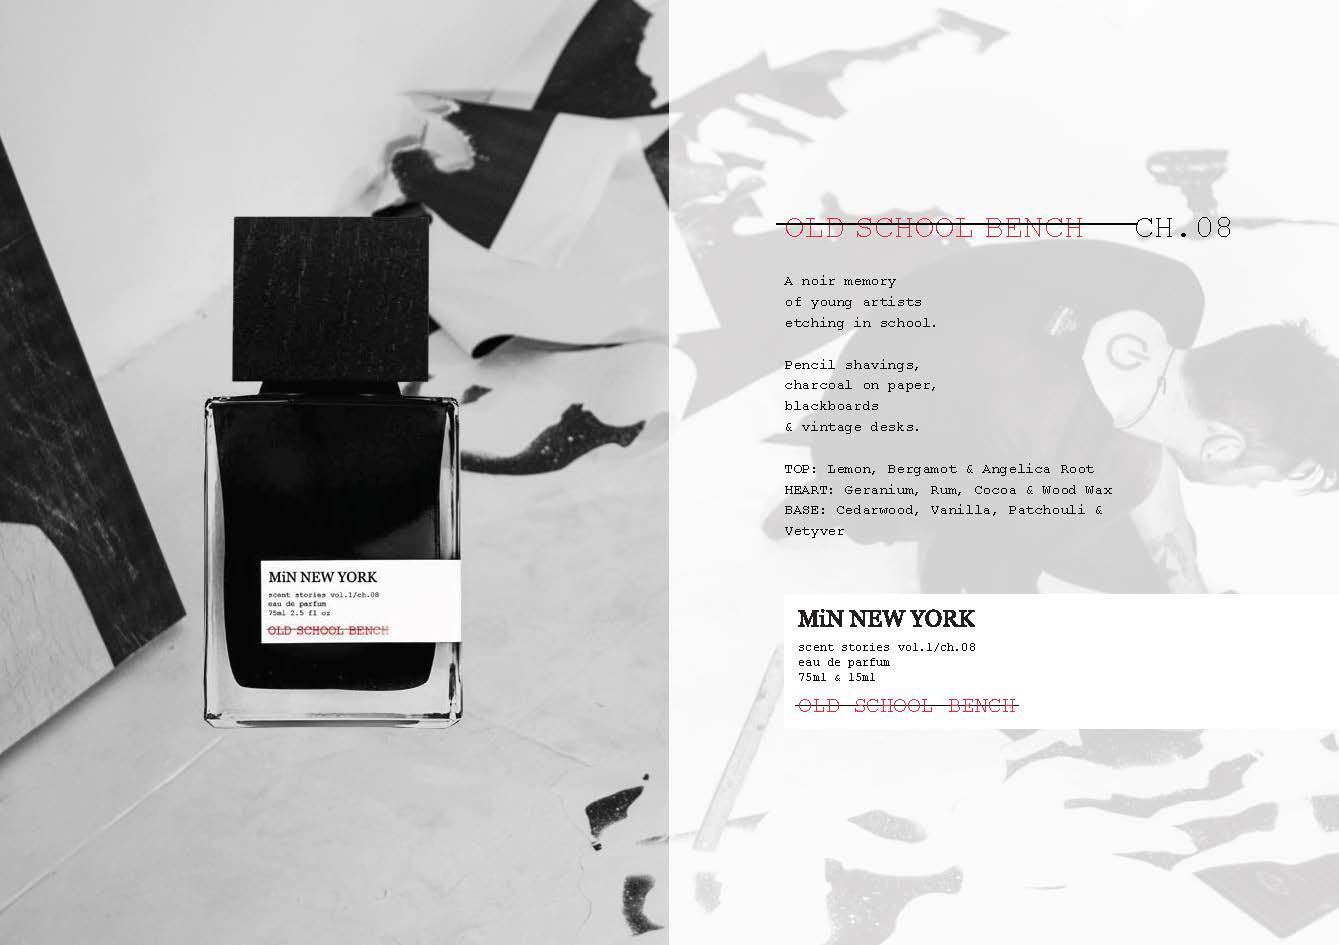 MiN NEW YORK
scent stories vol.1/ch.08
eau de parfum
75ml 2.5 fl oz
OLD SCHOOL BENCH
OLD SCHOOL BENCH CH.08
A noir memory
of young artists
etching in school.
Pencil shavings,
charcoal on paper,
blackboards
& vintage desks.
TOP: Lemon, Bergamot & Angelica Root
HEART: Geranium, Rum, Cocoa & Wood Wax
BASE: Cedarwood, Vanilla, Patchouli &
Vetyver
MiN NEW YORK
scent stories vol.1/ch.08
eau de parfum
75ml & 15ml
OLD SCHOOL BENCH